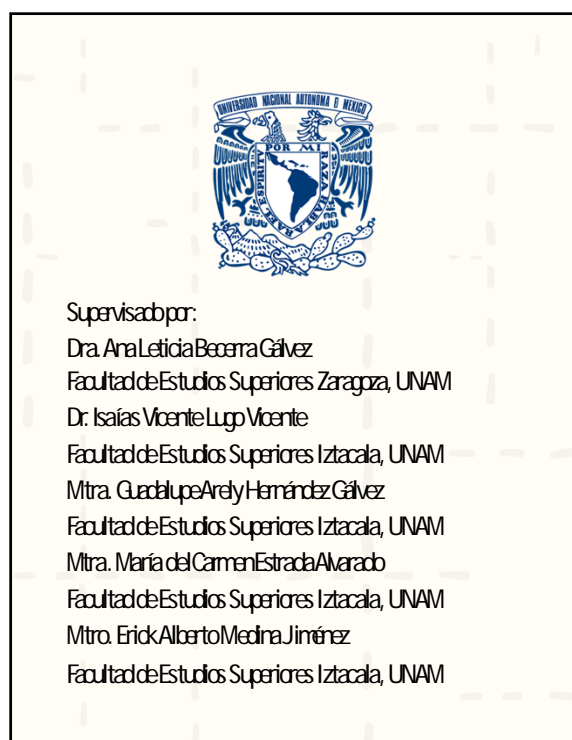 UNIVERSIDAD NACIONAL AUTONOMA D MEXICO
POR MI RAZA HABLARA EL ESPIRITV
Supervisado por:
Dra. Ana Leticia Becerra Gálvez
Facultad de Estudios Superiores Zaragoza, UNAM
Dr. Isaías Vicente Lugo Vicente
Facultad de Estudios Superiores Iztacala, UNAM
Mtra. Guadalupe Arely Hernández Gálvez
Facultad de Estudios Superiores Iztacala, UNAM
Mtra. María del Carmen Estrada Alvarado
Facultad de Estudios Superiores Iztacala, UNAM
Mtro. Erick Alberto Medina Jiménez
Facultad de Estudios Superiores Iztacala, UNAM